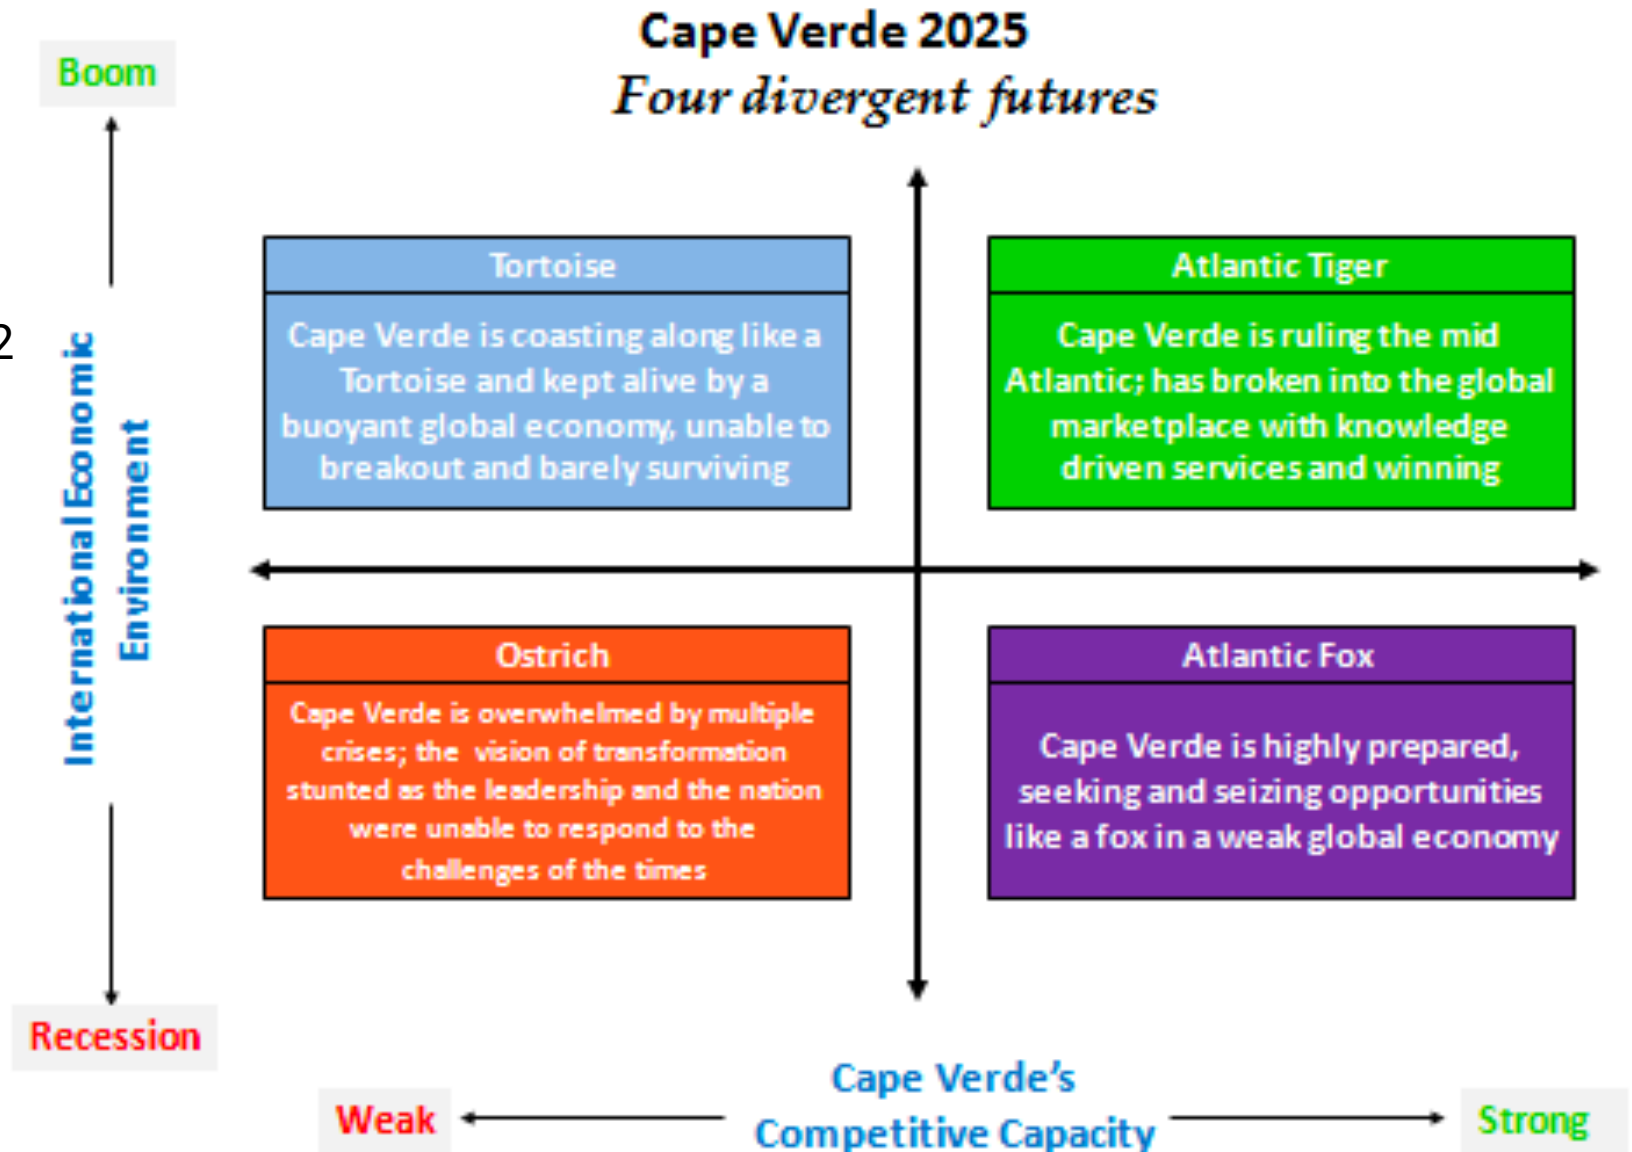 Cape Verde 2025
Four divergent futures
Boom
2
International Economic
Environment
Recession
Tortoise
Cape Verde is coasting along like a
Tortoise and kept alive by a
buoyant global economy, unable to
breakout and barely surviving
Atlantic Tiger
Cape Verde is ruling the mid
Atlantic; has broken into the global
marketplace with knowledge
driven services and winning
Ostrich
Cape Verde is overwhelmed by multiple
crises; the vision of transformation
stunted as the leadership and the nation
were unable to respond to the
challenges of the times
Atlantic Fox
Cape Verde is highly prepared,
seeking and seizing opportunities
like a fox in a weak global economy
Weak
Cape Verde’s
Competitive Capacity
Strong